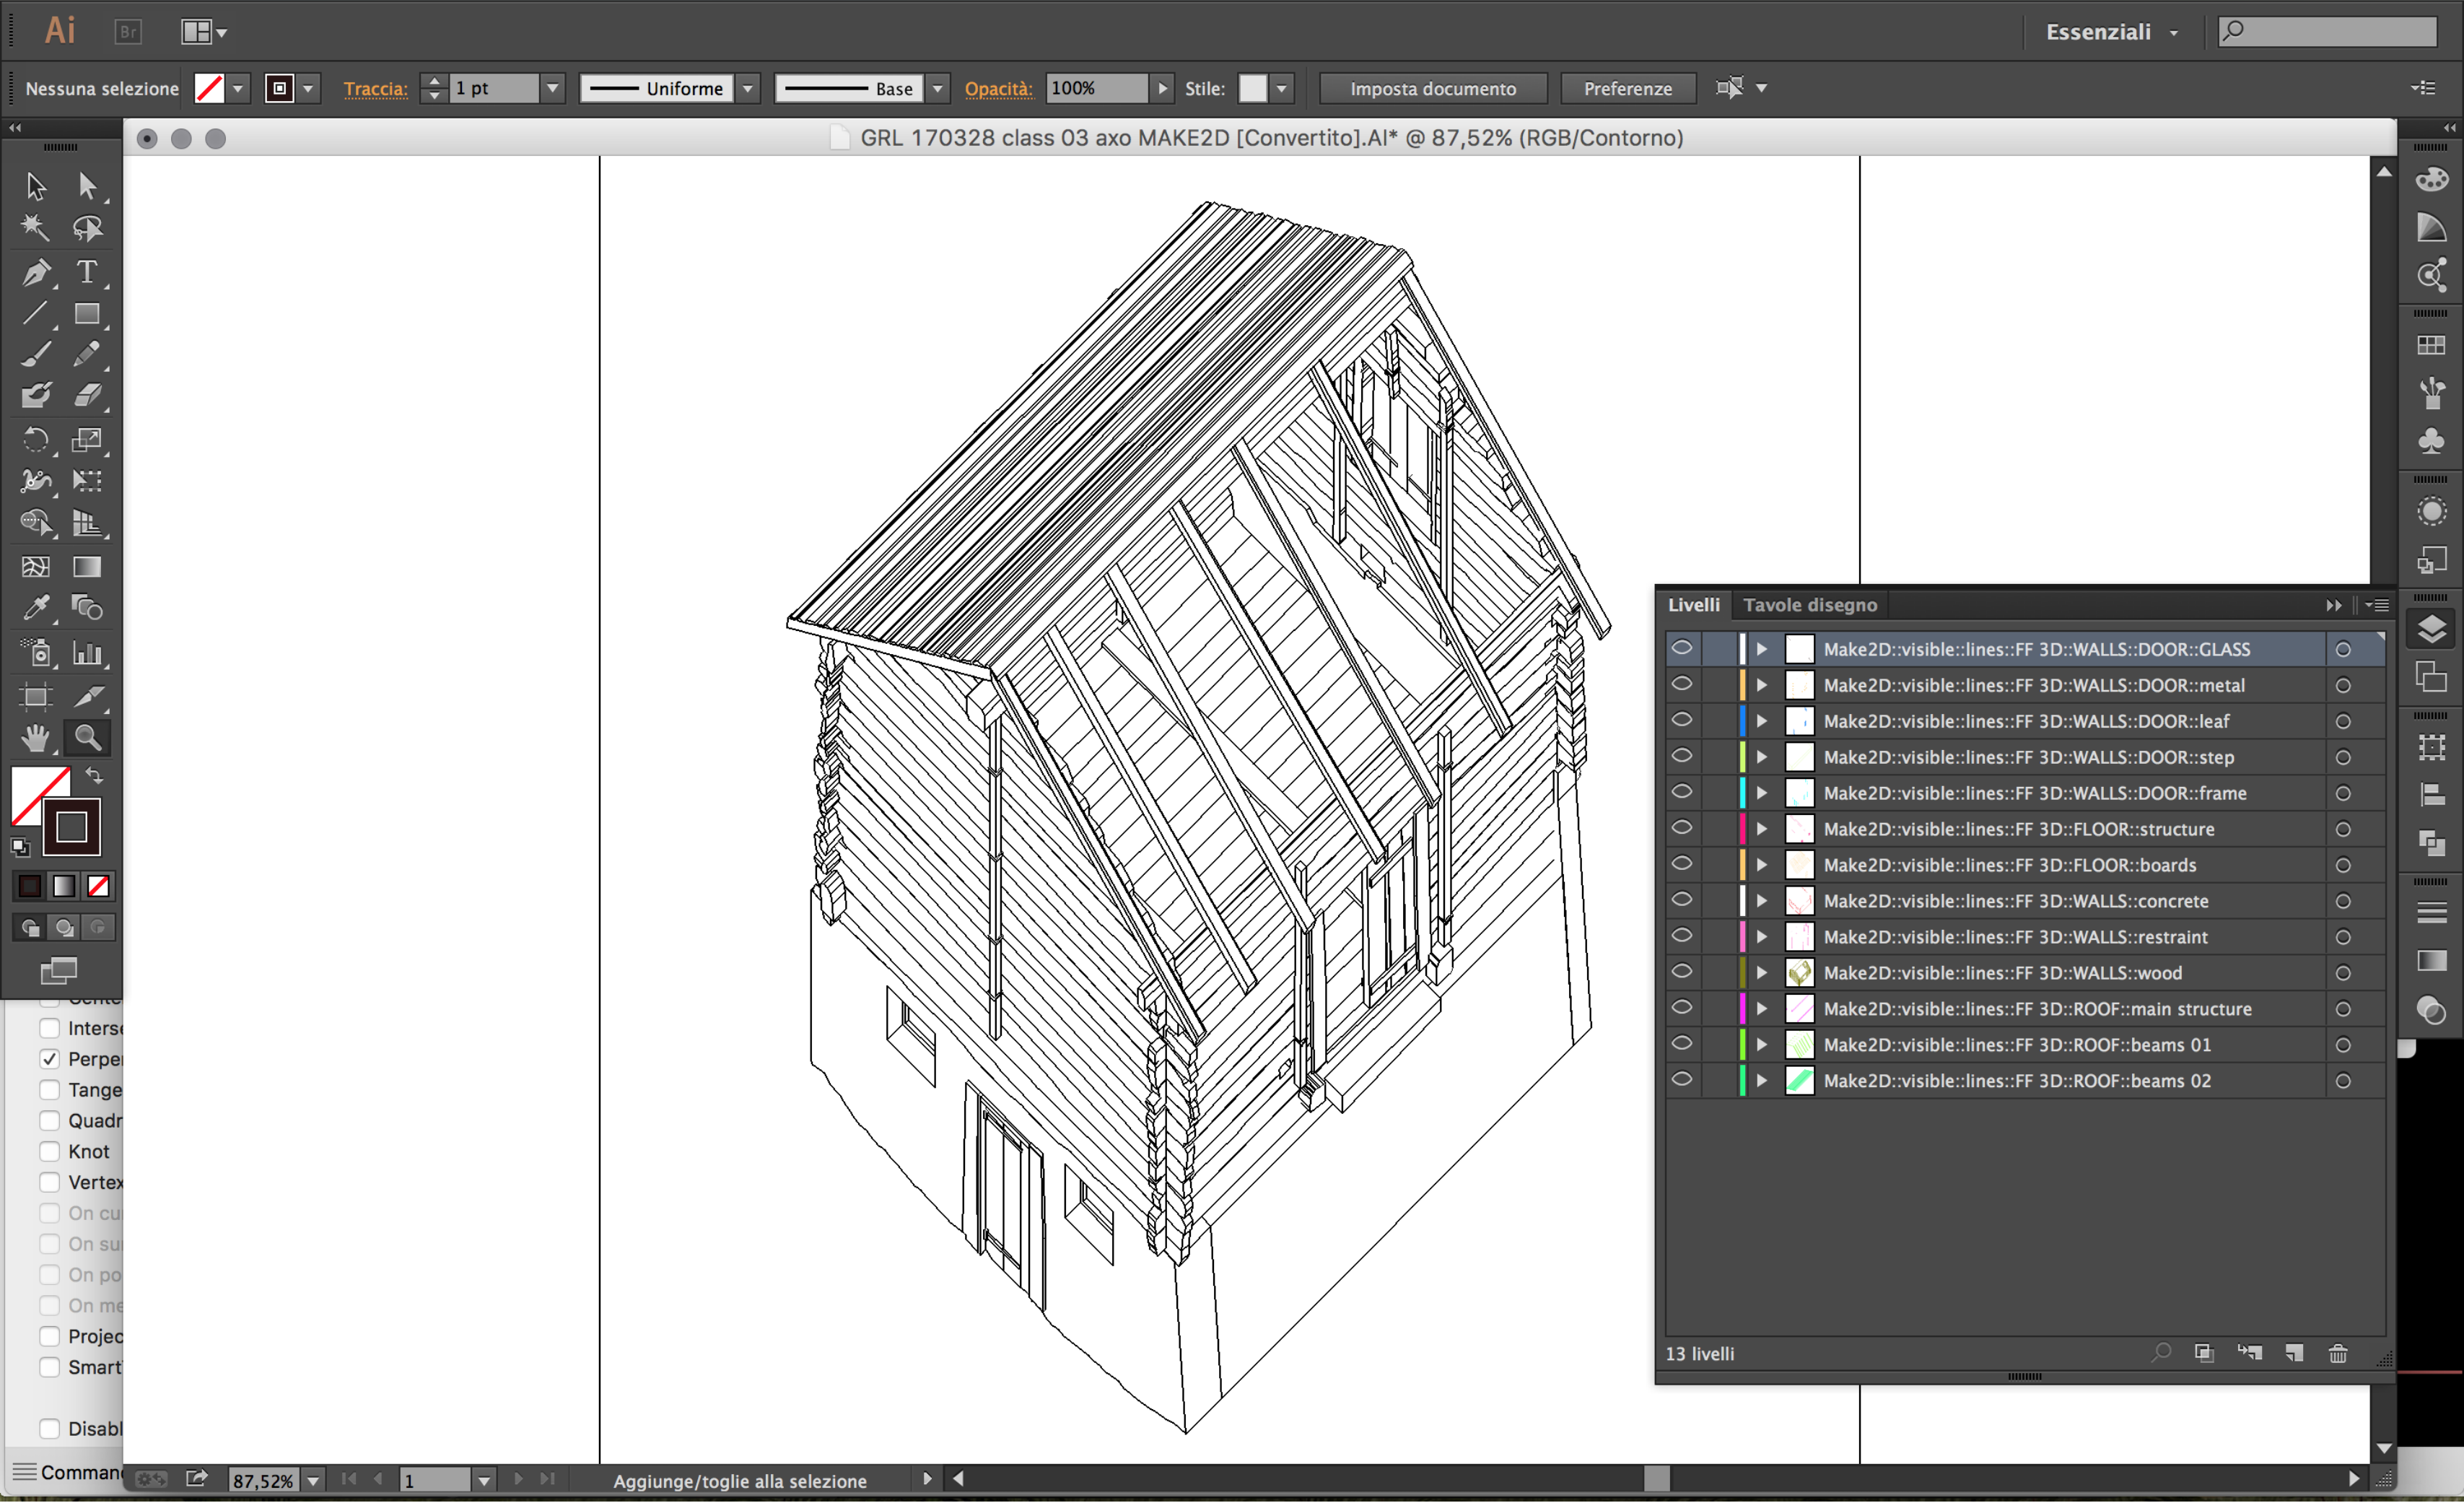 Ai
Br
Essenziali
Nessuna selezione
Traccia:
1 pt
Uniforme
Base
Opacità:
100%
Stile:
Imposta documento
Preferenze
GRL 170328 class 03 axo MAKE2D [Convertito].AI* @ 87,52% (RGB/Contorno)
Livelli
Tavole disegno
Make2D::visible::lines::FF 3D::WALLS::DOOR::GLASS
Make2D::visible::lines::FF 3D::WALLS::DOOR::metal
Make2D::visible::lines::FF 3D::WALLS::DOOR::leaf
Make2D::visible::lines::FF 3D::WALLS::DOOR::step
Make2D::visible::lines::FF 3D::WALLS::DOOR::frame
Make2D::visible::lines::FF 3D::FLOOR::structure
Make2D::visible::lines::FF 3D::FLOOR::boards
Make2D::visible::lines::FF 3D::WALLS::concrete
Make2D::visible::lines::FF 3D::WALLS::restraint
Make2D::visible::lines::FF 3D::WALLS::wood
Make2D::visible::lines::FF 3D::ROOF::main structure
Make2D::visible::lines::FF 3D::ROOF::beams 01
Make2D::visible::lines::FF 3D::ROOF::beams 02
13 livelli
Inters
Perpe
Tange
Quadr
Knot
Vertex
On cu
On su
On po
On me
Projec
Smart
Disabl
Comman
87,52%
1
Aggiunge/toglie alla selezione